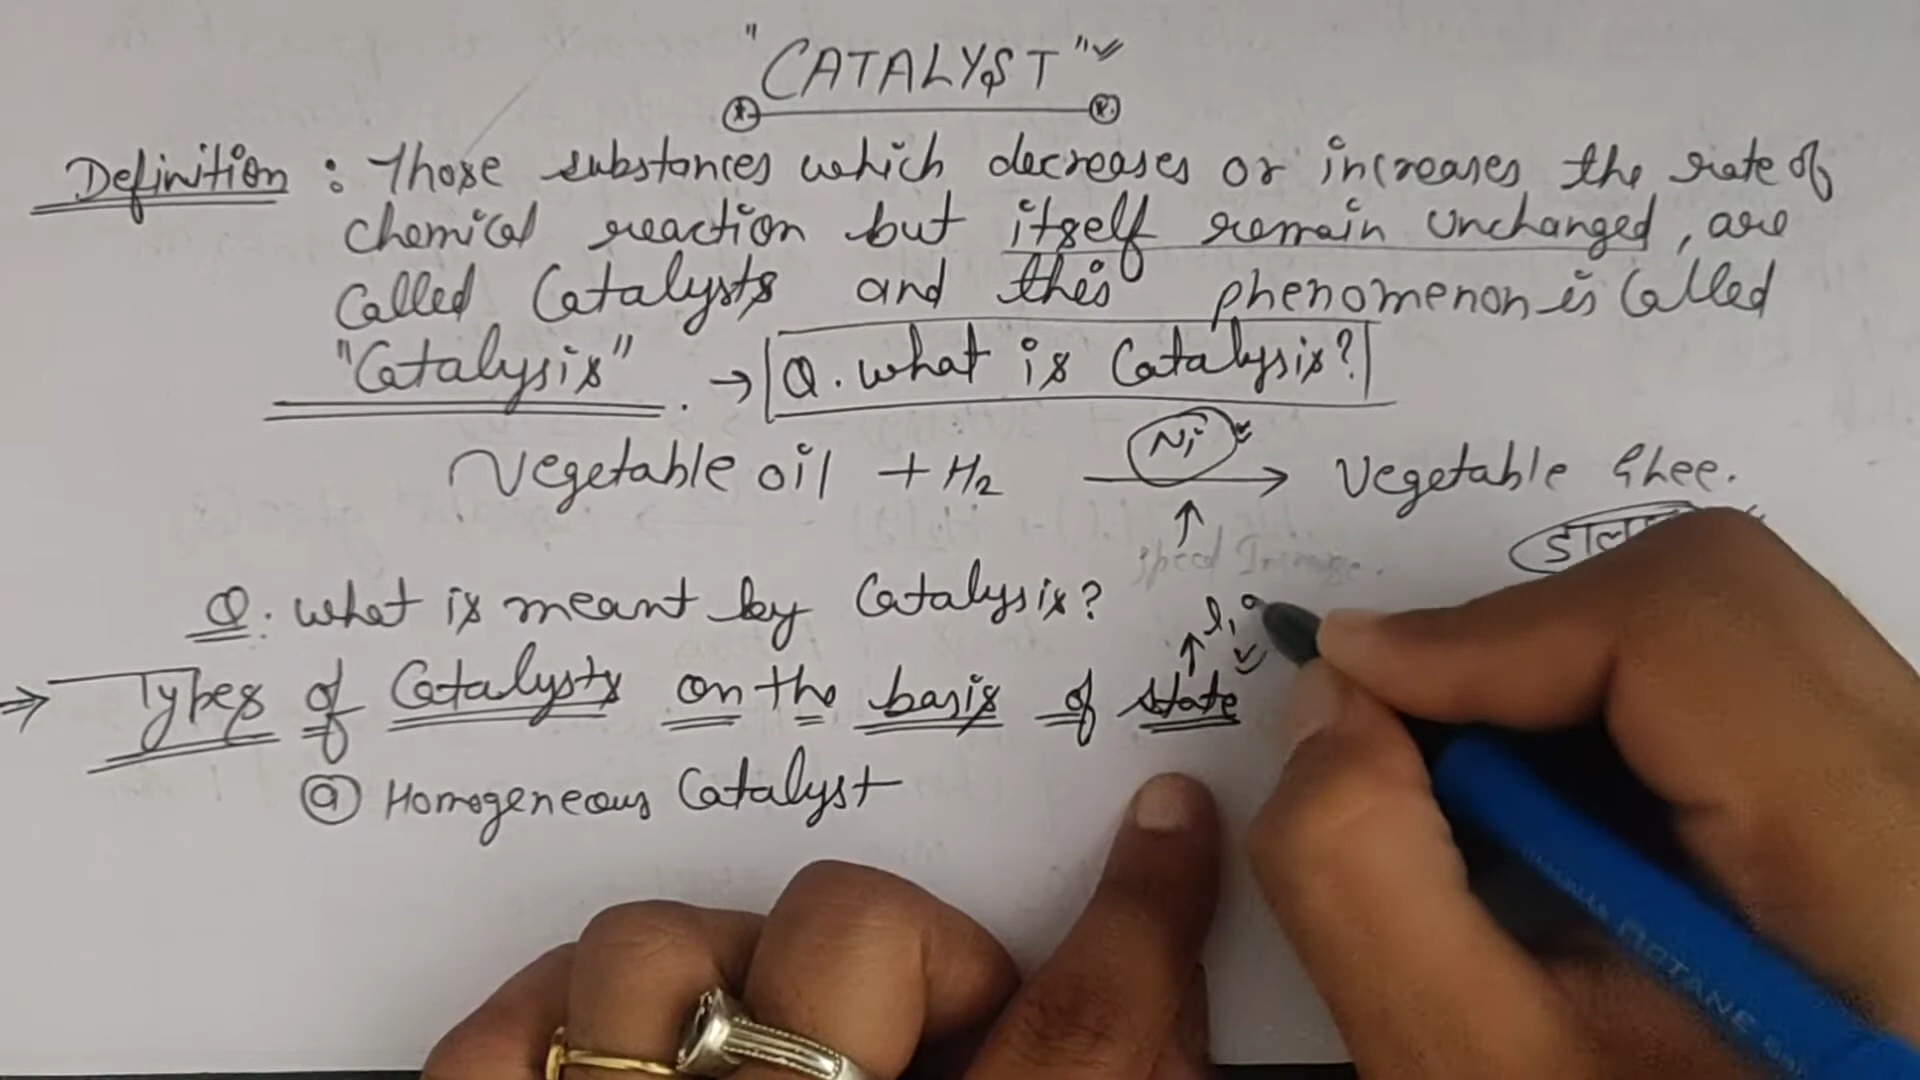 "CATALYST"
Definition : Those substances which decreases or increases the rate of
chemical reaction but itself remain unchanged, are
called Catalysts and this phenomenon is called
"Catalysis". → Q. what is Catalysis?
Ni
Vegetable oil + H2 → Vegetable Ghee.
↑
Speed Increase.
Q. what is meant by Catalysis?
⇒ Types of Catalysts on the basis of state
ⓐ Homogeneous Catalyst